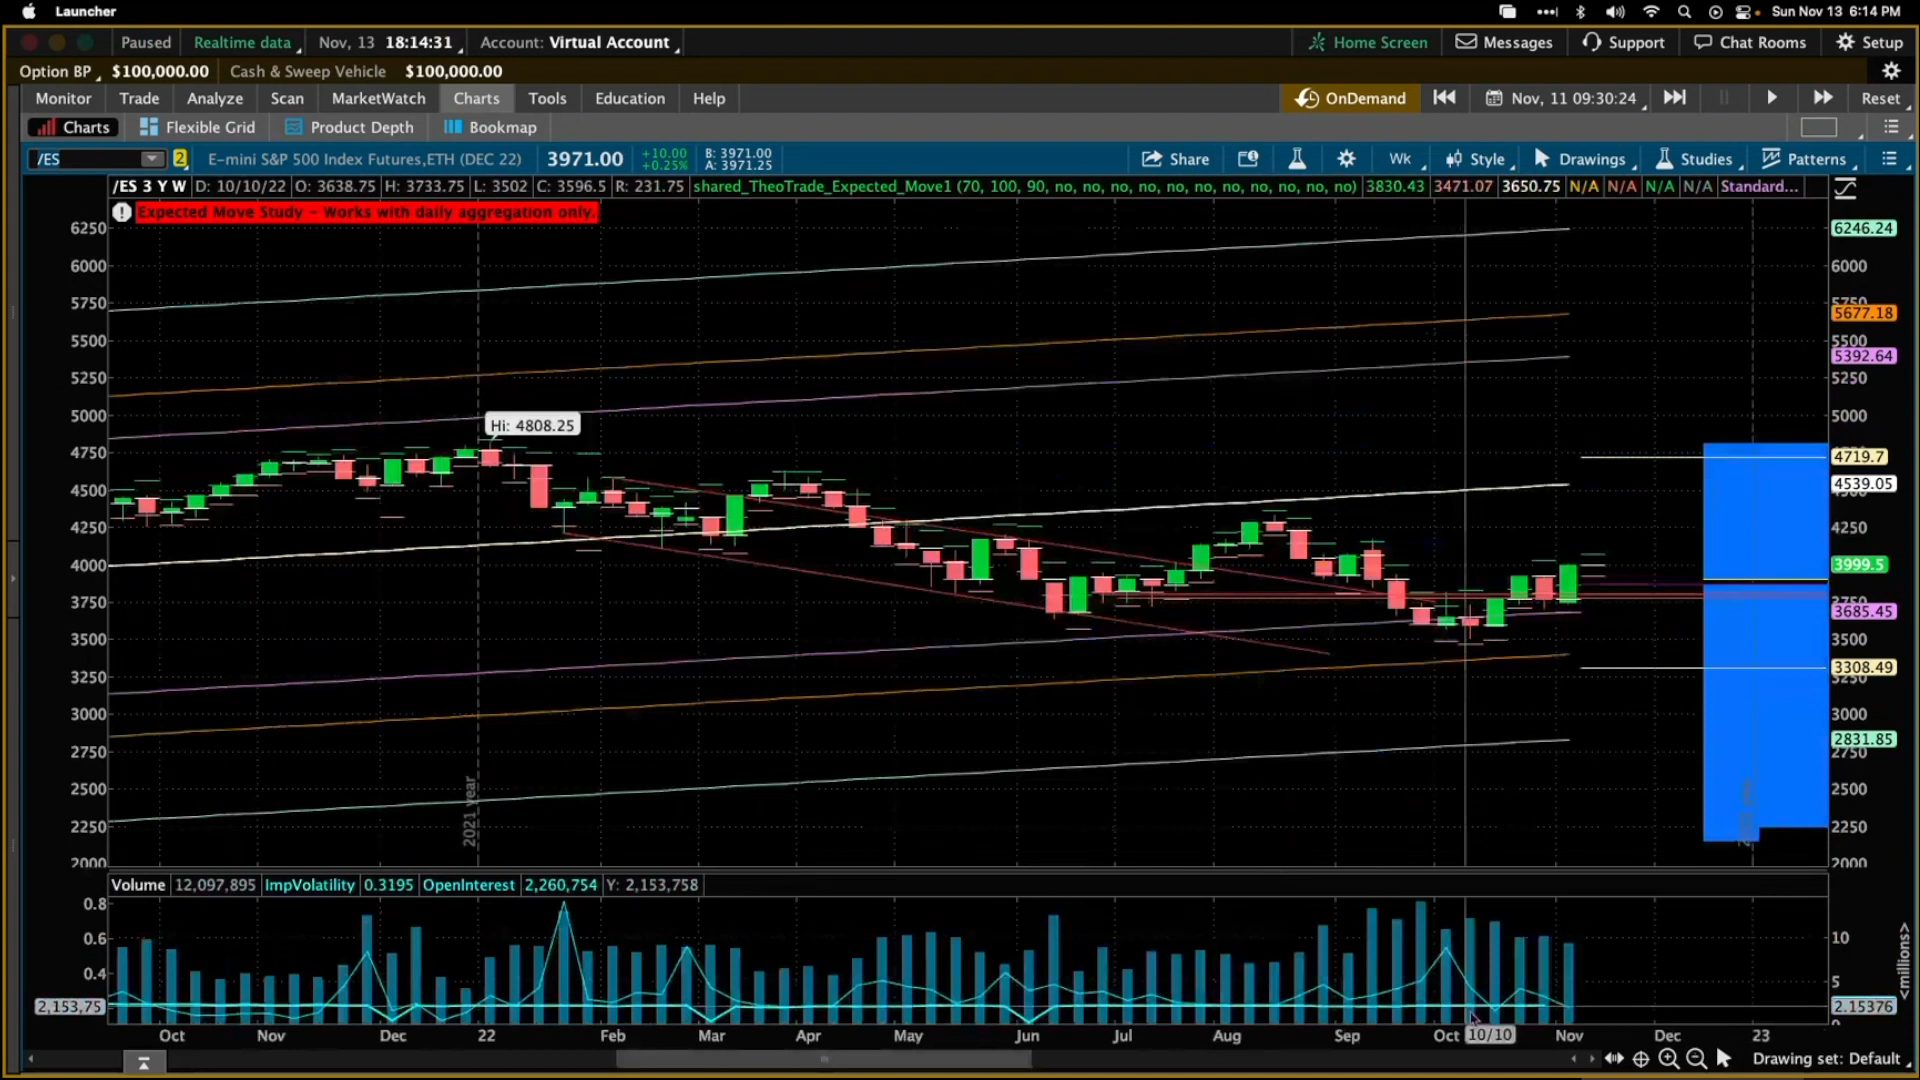 Launcher Sun Nov 13 6:14 PM
Paused Realtime data Nov, 13 18:14:31 Account: Virtual Account Home Screen Messages Support Chat Rooms Setup
Option BP $100,000.00 Cash & Sweep Vehicle $100,000.00
Monitor Trade Analyze Scan MarketWatch Charts Tools Education Help OnDemand Nov, 11 09:30:24 Reset
Charts Flexible Grid Product Depth Bookmap
/ES 2 E-mini S&P 500 Index Futures,ETH (DEC 22) 3971.00 +10.00 +0.25% B: 3971.00 A: 3971.25 Share Wk Style Drawings Studies Patterns
/ES 3 Y W D: 10/10/22 O: 3638.75 H: 3733.75 L: 3502 C: 3596.5 R: 231.75 shared_TheoTrade_Expected_Move1 (70, 100, 90, no, no, no, no, no, no, no, no, no, no) 3830.43 3471.07 3650.75 N/A N/A N/A N/A Standard...
Expected Move Study - Works with daily aggregation only.
6250 6246.24
6000 6000
5750 5750
5677.18
5500 5500
5392.64
5250 5250
5000 5000
Hi: 4808.25
4750 4719.7
4500 4539.05
4250 4250
4000 3999.5
3750 3685.45
3500 3500
3308.49
3250 3250
3000 3000
2831.85
2750 2750
2500 2500
2021 year
2250 2250
2000 2000
Volume 12,097,895 ImpVolatility 0.3195 OpenInterest 2,260,754 Y: 2,153,758
0.8
0.6 10
0.4 5
<millions>
2,153,75 2.15376
Oct Nov Dec 22 Feb Mar Apr May Jun Jul Aug Sep Oct 10/10 Nov Dec 23
Drawing set: Default